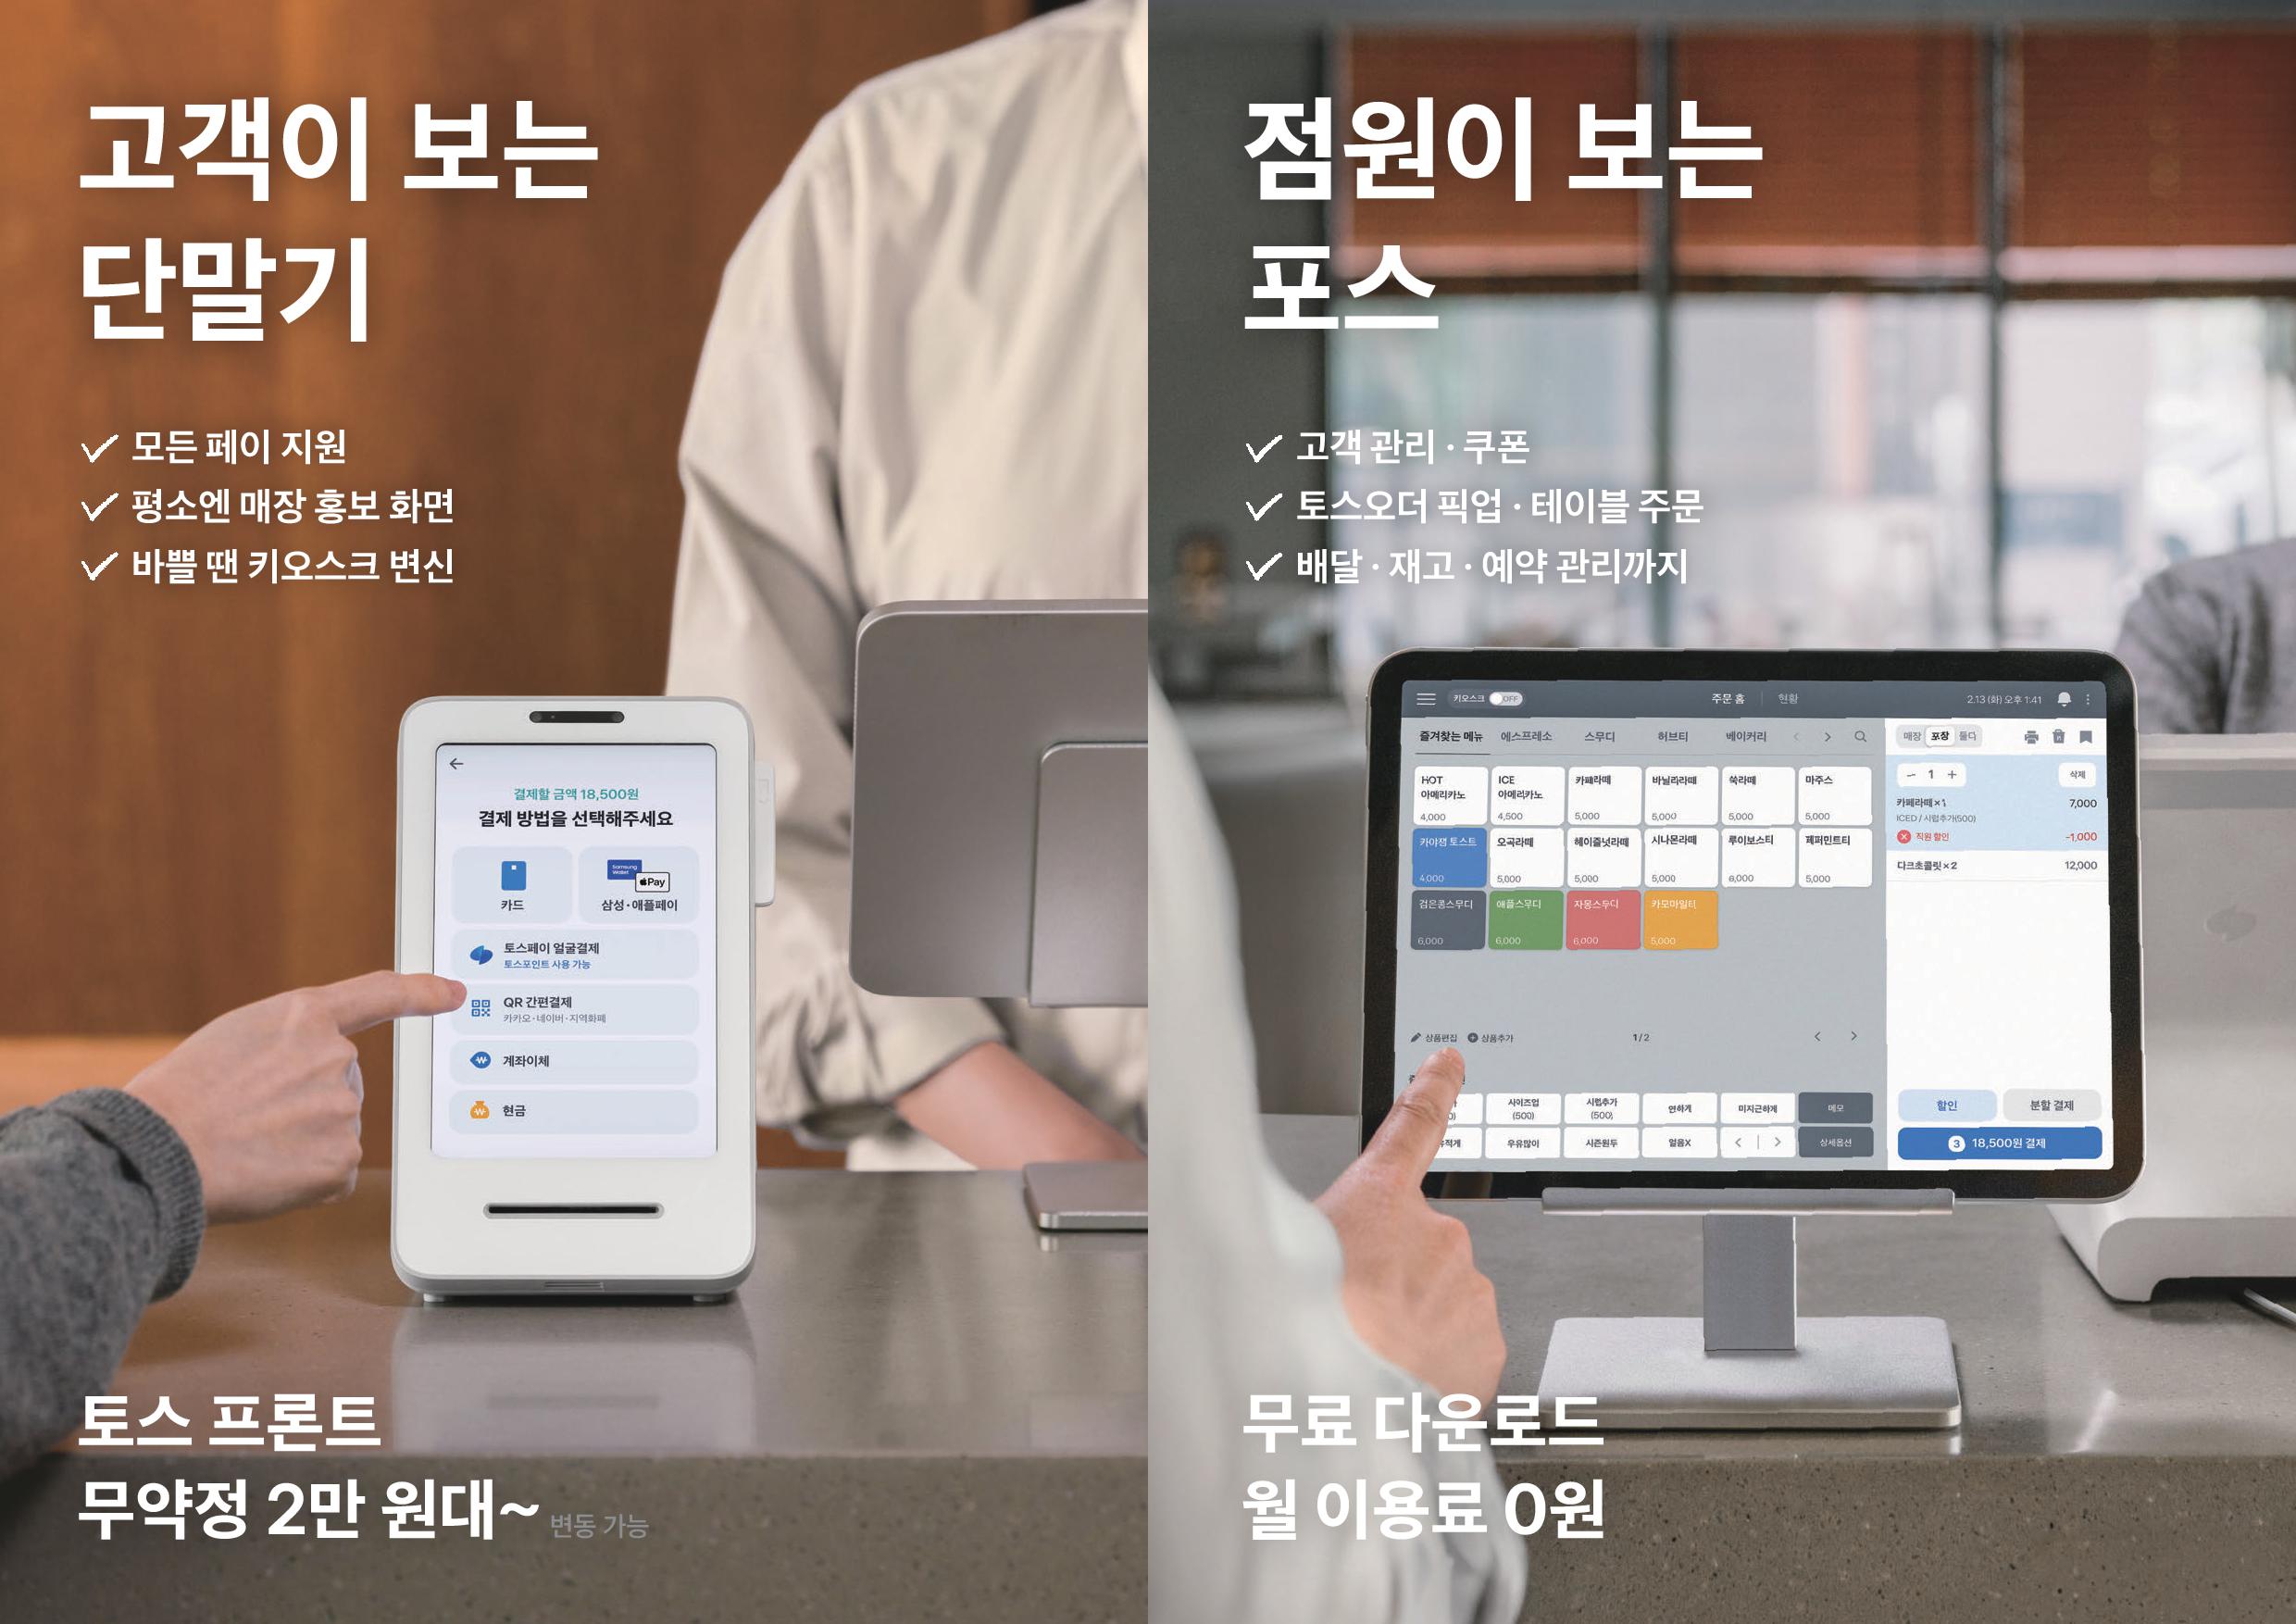 고객이 보는
단말기
모든 페이 지원
평소엔 매장 홍보 화면
바쁠 땐 키오스크 변신
←
결제할 금액 18,500원
결제 방법을 선택해주세요
Samsung Wallet
Pay
카드
삼성·애플페이
토스페이 얼굴결제
토스포인트 사용 가능
QR 간편결제
카카오·네이버·지역화폐
계좌이체
현금
토스 프론트
무약정 2만 원대~ 변동 가능
점원이 보는
포스
고객 관리 · 쿠폰
토스오더 픽업 · 테이블 주문
배달 · 재고 · 예약 관리까지
키오스크 OFF
주문 홈 | 현황
2.13 (화) 오후 1:41
즐겨찾는 메뉴 에스프레소 스무디 허브티 베이커리
매장 포장 둘다
HOT 아메리카노 4,000
ICE 아메리카노 4,500
카페라떼 5,000
바닐라라떼 5,000
쑥라떼 5,000
마주스 5,000
카야잼 토스트 4,000
오곡라떼 5,000
헤이즐넛라떼 5,000
시나몬라떼 5,000
루이보스티 6,000
페퍼민트티 5,000
검은콩스무디 6,000
애플스무디 6,000
자몽스무디 6,000
카모마일티 5,000
− 1 + 삭제
카페라떼×1 7,000
ICED / 시럽추가(500)
직원 할인 -1,000
다크초콜릿×2 12,000
상품편집 상품추가
1/2
사이즈업 (500)
시럽추가 (500)
연하게
미지근하게
메모
우유많이
시즌원두
얼음X
상세옵션
할인
분할 결제
3 18,500원 결제
무료 다운로드
월 이용료 0원